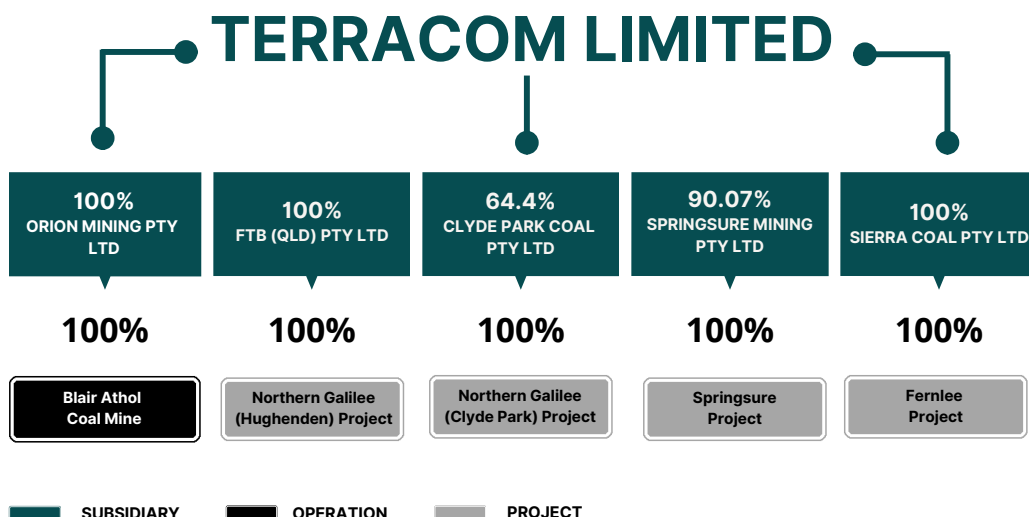 TERRACOM LIMITED
100%
ORION MINING PTY
LTD
100%
FTB (QLD) PTY LTD
64.4%
CLYDE PARK COAL
PTY LTD
90.07%
SPRINGSURE MINING
PTY LTD
100%
SIERRA COAL PTY LTD
100%
100%
100%
100%
100%
Blair Athol
Coal Mine
Northern Galilee
(Hughenden) Project
Northern Galilee
(Clyde Park) Project
Springsure
Project
Fernlee
Project
SUBSIDIARY
OPERATION
PROJECT